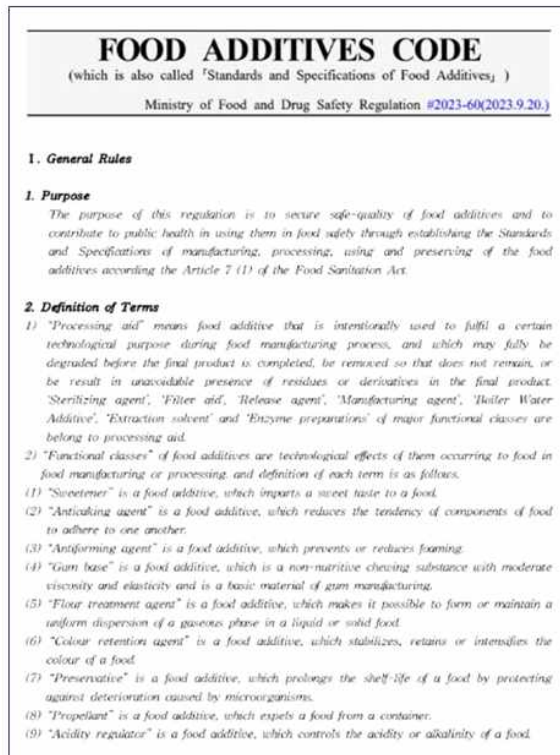 FOOD ADDITIVES CODE
(which is also called 「Standards and Specifications of Food Additives」 )
Ministry of Food and Drug Safety Regulation #2023-60(2023.9.20.)
I. General Rules
1. Purpose
The purpose of this regulation is to secure safe-quality of food additives and to
contribute to public health in using them in food safety through establishing the Standards
and Specifications of manufacturing, processing, using and preserving of the food
additives according the Article 7 (1) of the Food Sanitation Act.
2. Definition of Terms
1) "Processing aid" means food additive that is intentionally used to fulfil a certain
technological purpose during food manufacturing process, and which may fully be
degraded before the final product is completed, be removed so that does not remain, or
be result in unavoidable presence of residues or derivatives in the final product.
'Sterilizing agent', 'Filter aid', 'Release agent', 'Manufacturing agent', 'Boiler Water
Additive', 'Extraction solvent' and 'Enzyme preparations' of major functional classes are
belong to processing aid.
2) "Functional classes" of food additives are technological effects of them occurring to food in
food manufacturing or processing, and definition of each term is as follows.
(1) "Sweetener" is a food additive, which imparts a sweet taste to a food.
(2) "Anticaking agent" is a food additive, which reduces the tendency of components of food
to adhere to one another.
(3) "Antiforming agent" is a food additive, which prevents or reduces foaming.
(4) "Gum base" is a food additive, which is a non-nutritive chewing substance with moderate
viscosity and elasticity and is a basic material of gum manufacturing.
(5) "Flour treatment agent" is a food additive, which makes it possible to form or maintain a
uniform dispersion of a gaseous phase in a liquid or solid food.
(6) "Colour retention agent" is a food additive, which stabilizes, retains or intensifies the
colour of a food.
(7) "Preservative" is a food additive, which prolongs the shelf-life of a food by protecting
against deterioration caused by microorganisms.
(8) "Propellant" is a food additive, which expels a food from a container.
(9) "Acidity regulator" is a food additive, which controls the acidity or alkalinity of a food.